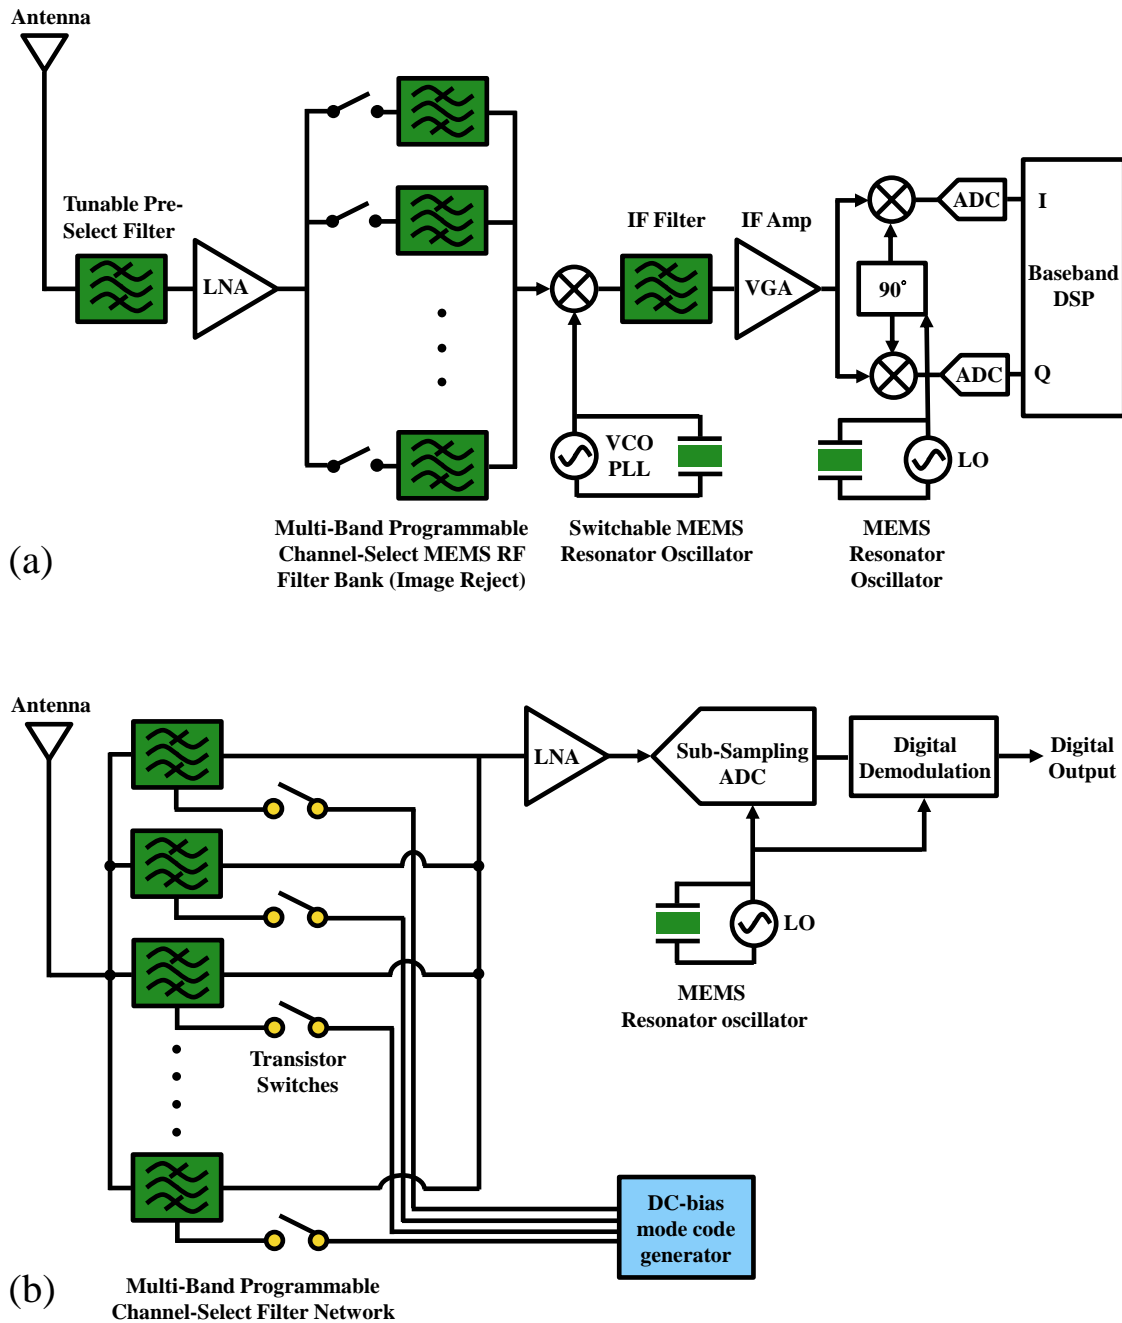 Antenna
Tunable Pre-
Select Filter
LNA
IF Filter
IF Amp
VGA
ADC
I
90°
Baseband
DSP
ADC
Q
VCO
PLL
LO
Multi-Band Programmable
Channel-Select MEMS RF
Filter Bank (Image Reject)
Switchable MEMS
Resonator Oscillator
MEMS
Resonator
Oscillator
(a)
Antenna
LNA
Sub-Sampling
ADC
Digital
Demodulation
Digital
Output
LO
MEMS
Resonator oscillator
Transistor
Switches
DC-bias
mode code
generator
(b)
Multi-Band Programmable
Channel-Select Filter Network